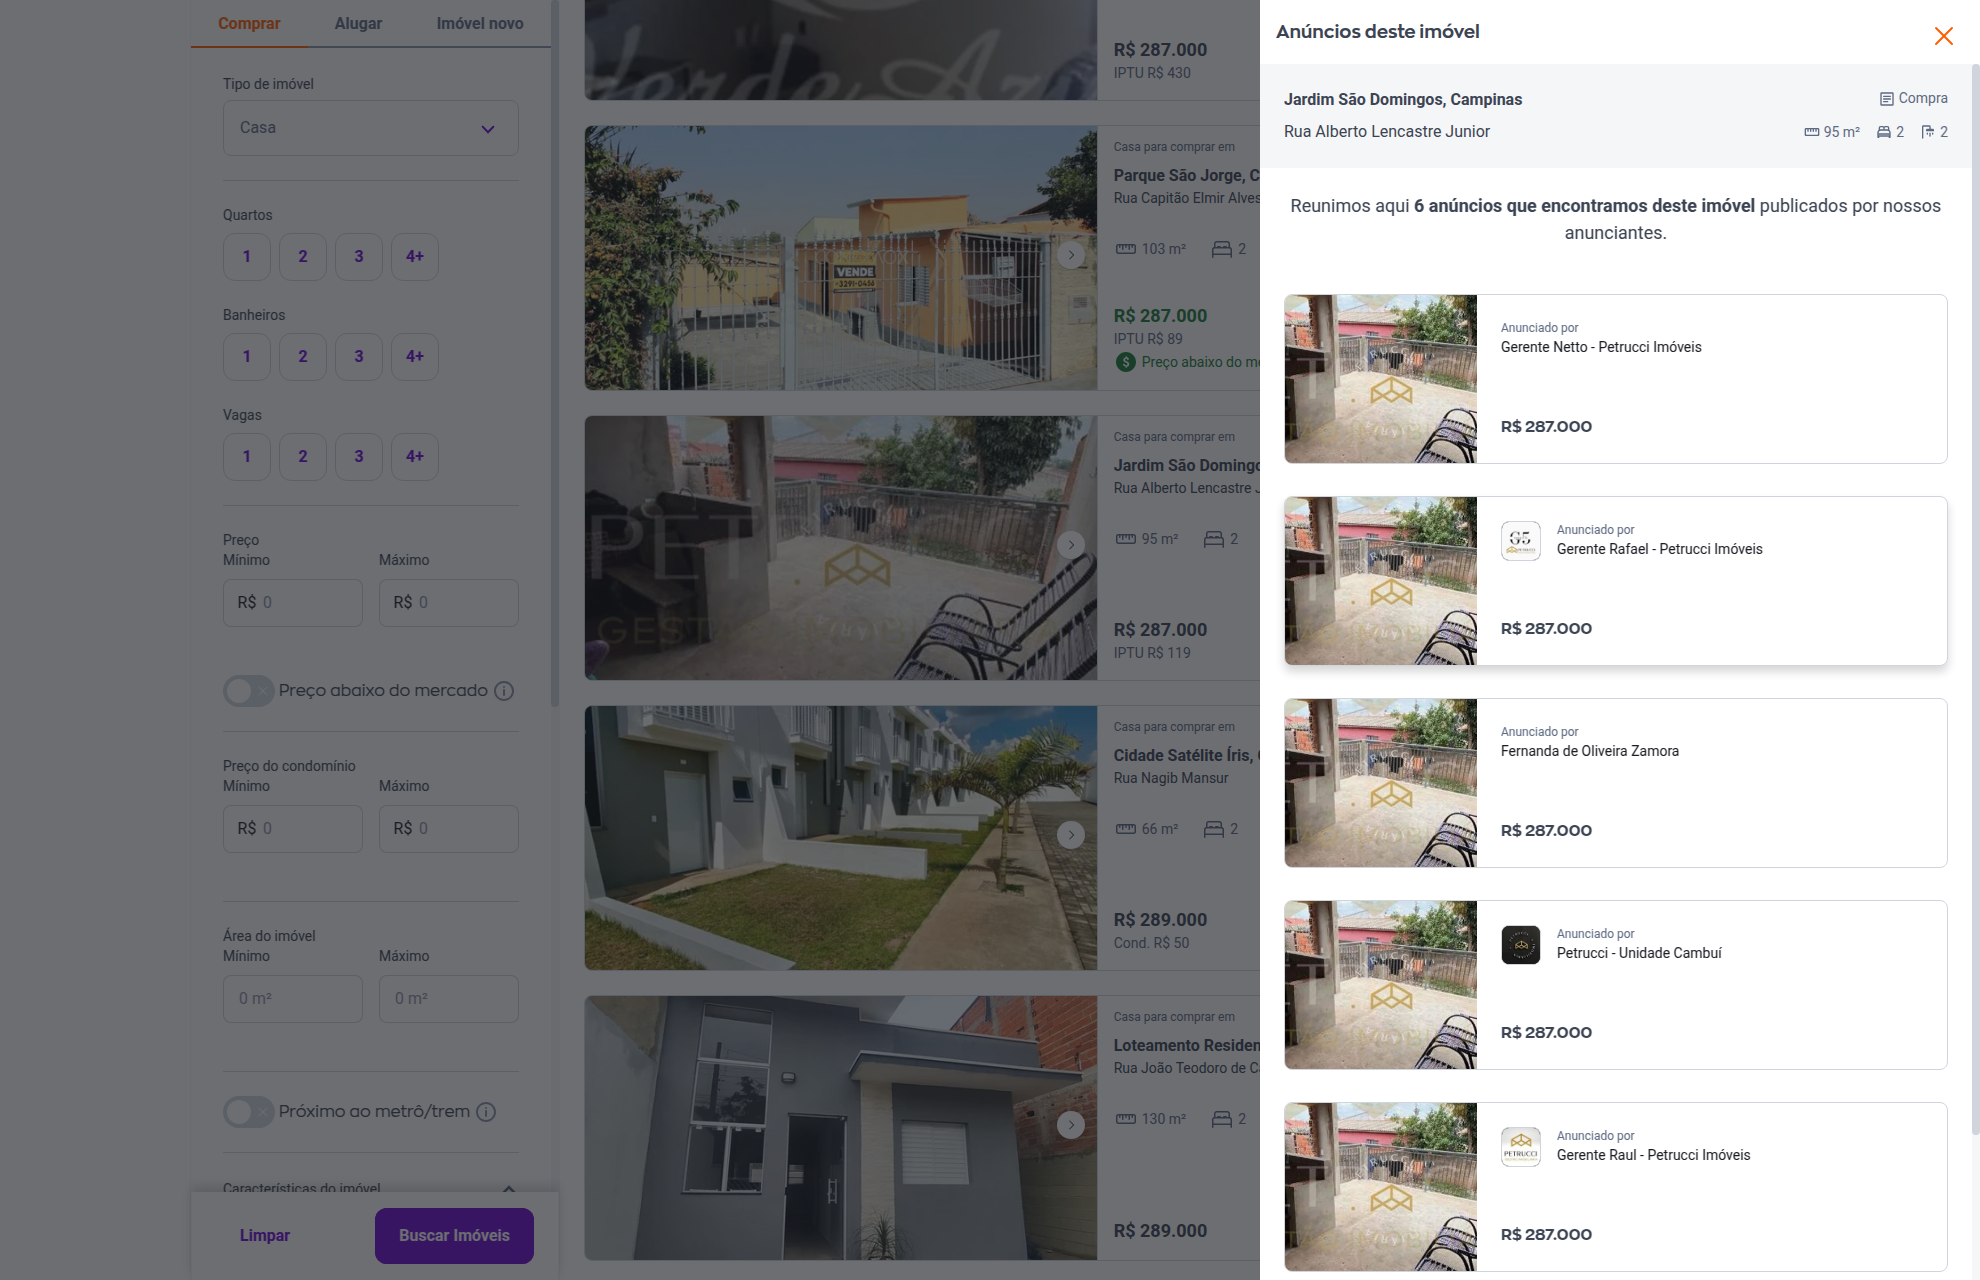 Comprar
Alugar
Imóvel novo
Tipo de imóvel
Casa
Quartos
1
2
3
4+
Banheiros
1
2
3
4+
Vagas
1
2
3
4+
Preço
Mínimo
Máximo
R$ 0
R$ 0
Preço abaixo do mercado
Preço do condomínio
Mínimo
Máximo
R$ 0
R$ 0
Área do imóvel
Mínimo
Máximo
0 m²
0 m²
Próximo ao metrô/trem
Características do imóvel
Limpar
Buscar Imóveis
R$ 287.000
IPTU R$ 430
Casa para comprar em
Parque São Jorge, C
Rua Capitão Elmir Alves
103 m²
2
VENDE
3291-0456
R$ 287.000
IPTU R$ 89
Preço abaixo do me
Casa para comprar em
Jardim São Domingo
Rua Alberto Lencastre J
95 m²
2
R$ 287.000
IPTU R$ 119
Casa para comprar em
Cidade Satélite Íris,
Rua Nagib Mansur
66 m²
2
R$ 289.000
Cond. R$ 50
Casa para comprar em
Loteamento Residen
Rua João Teodoro de C
130 m²
2
R$ 289.000
Anúncios deste imóvel
Jardim São Domingos, Campinas
Compra
Rua Alberto Lencastre Junior
95 m²
2
2
Reunimos aqui 6 anúncios que encontramos deste imóvel publicados por nossos
anunciantes.
Anunciado por
Gerente Netto - Petrucci Imóveis
R$ 287.000
Anunciado por
Gerente Rafael - Petrucci Imóveis
R$ 287.000
Anunciado por
Fernanda de Oliveira Zamora
R$ 287.000
Anunciado por
Petrucci - Unidade Cambuí
R$ 287.000
PETRUCCI
Anunciado por
Gerente Raul - Petrucci Imóveis
R$ 287.000